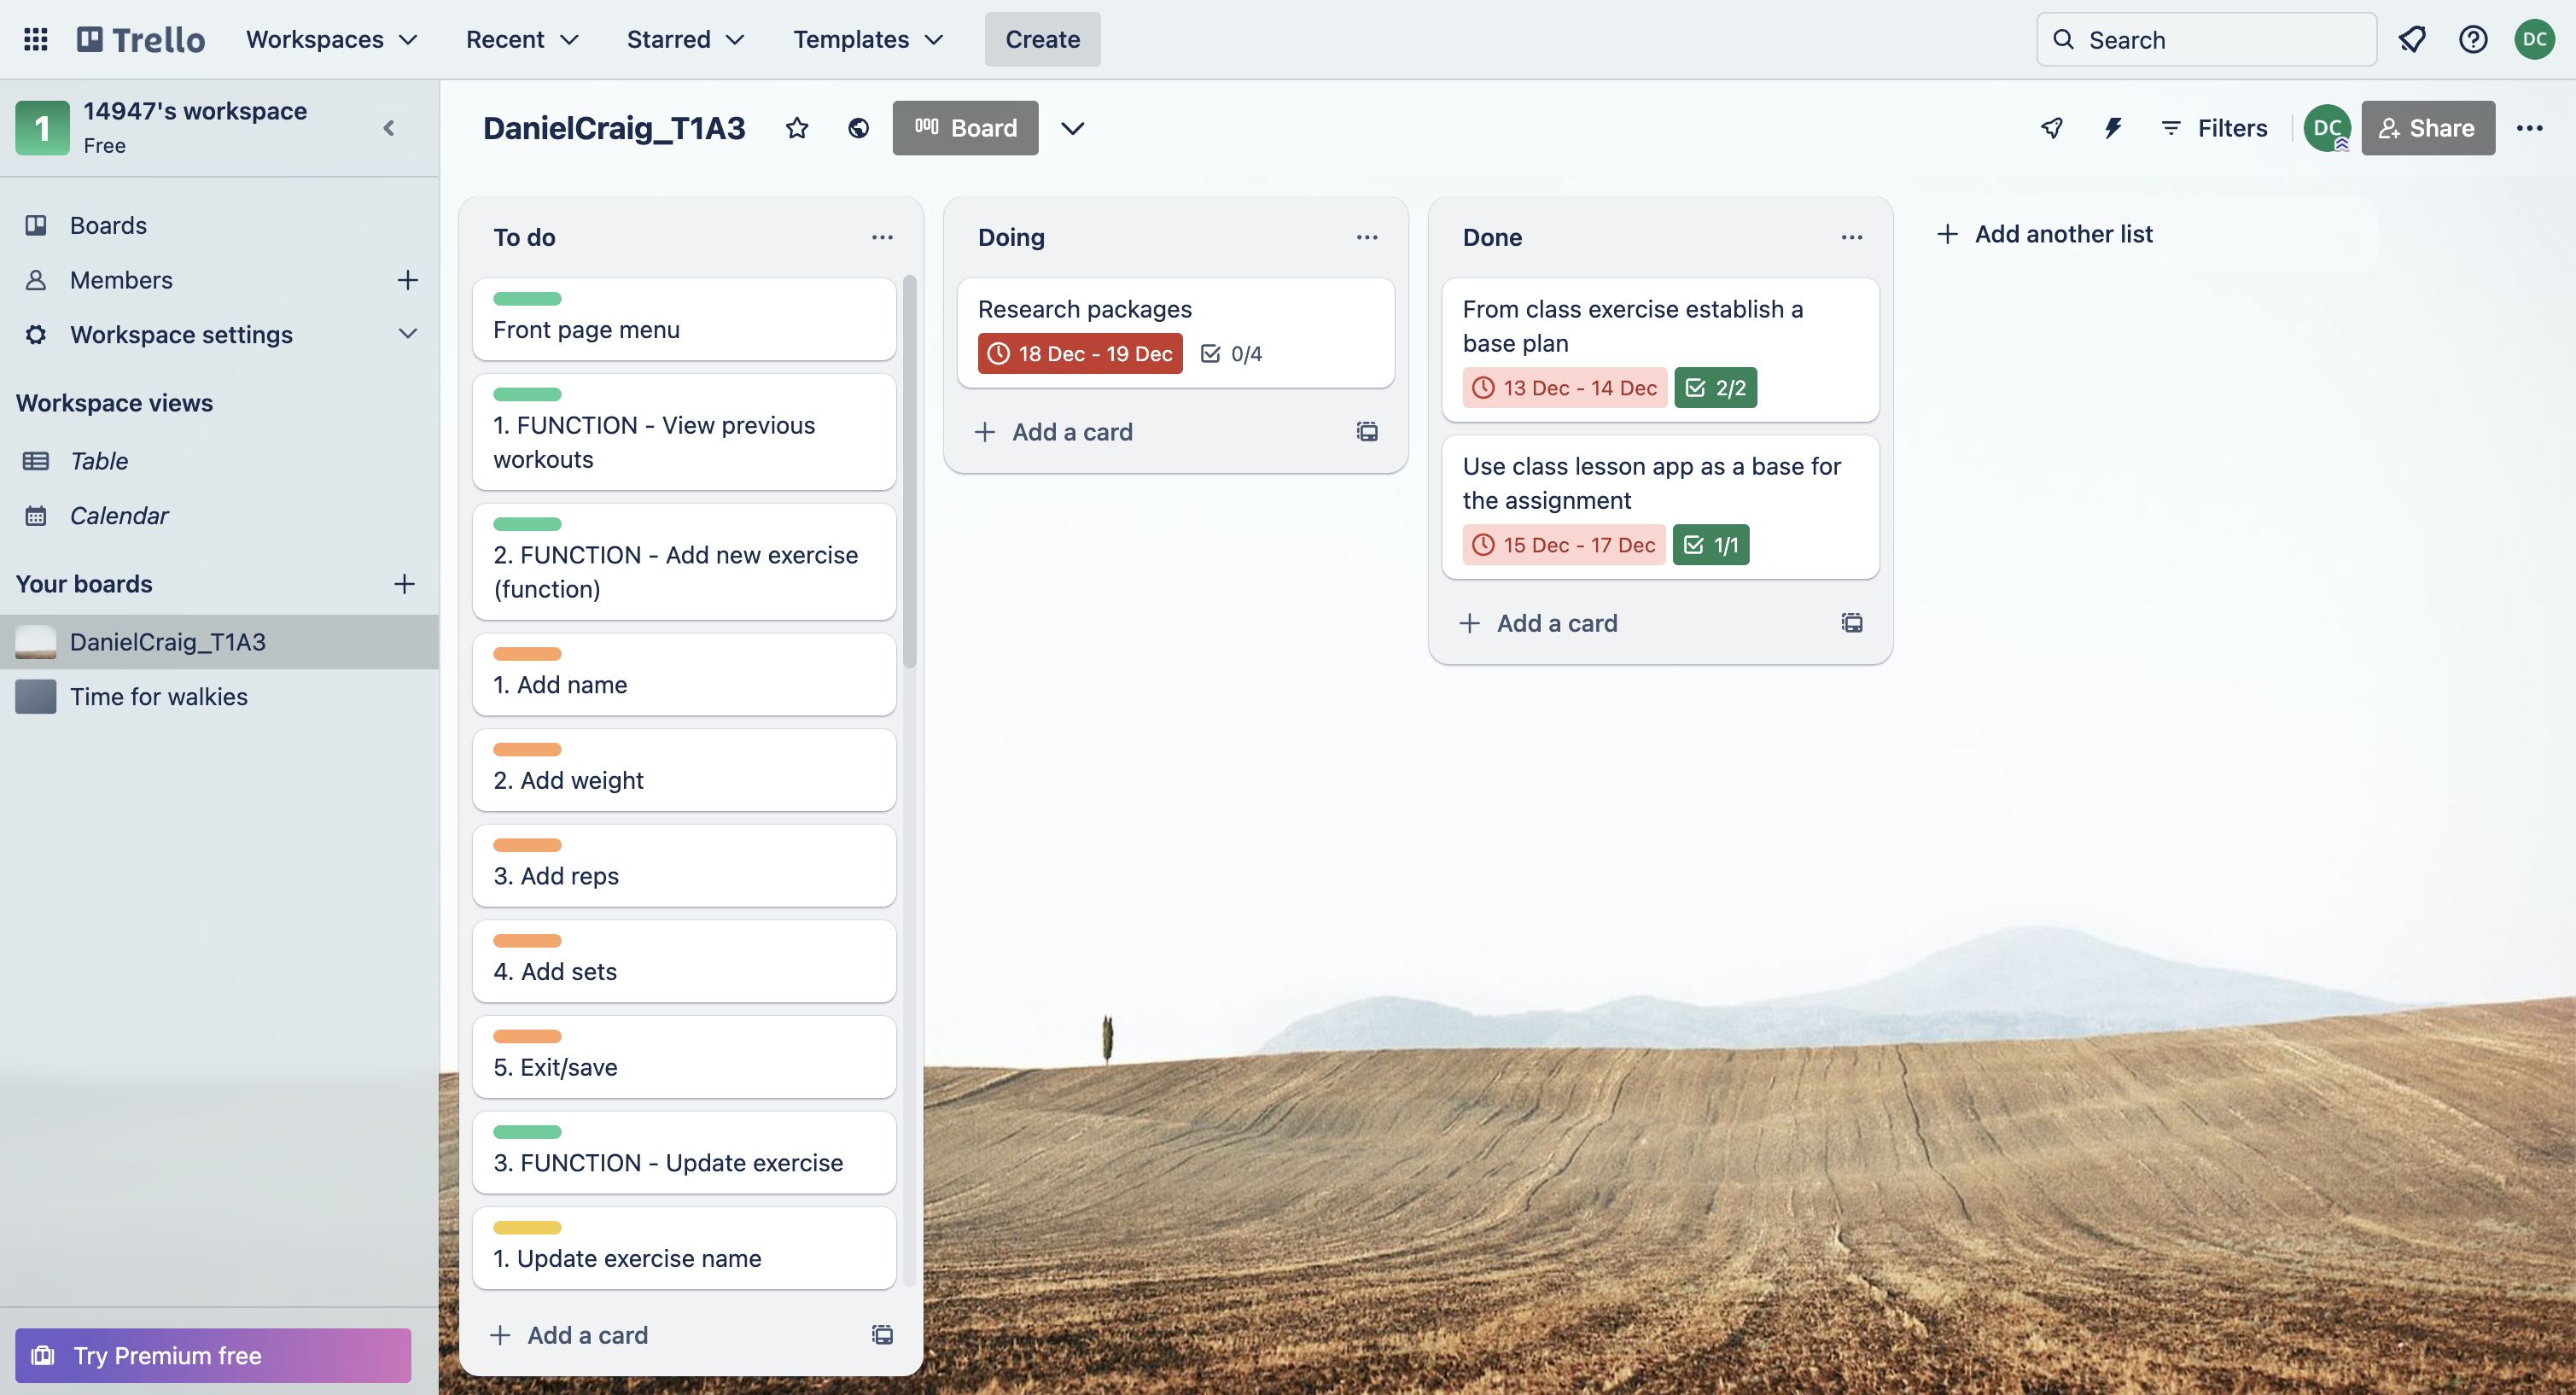 Trello
Workspaces
Recent
Starred
Templates
Create
Search
DC
1
14947's workspace
Free
Boards
Members
Workspace settings
Workspace views
Table
Calendar
Your boards
DanielCraig_T1A3
Time for walkies
Try Premium free
DanielCraig_T1A3
Board
Filters
DC
Share
To do
Front page menu
1. FUNCTION - View previous
workouts
2. FUNCTION - Add new exercise
(function)
1. Add name
2. Add weight
3. Add reps
4. Add sets
5. Exit/save
3. FUNCTION - Update exercise
1. Update exercise name
Add a card
Doing
Research packages
18 Dec - 19 Dec
0/4
Add a card
Done
From class exercise establish a
base plan
13 Dec - 14 Dec
2/2
Use class lesson app as a base for
the assignment
15 Dec - 17 Dec
1/1
Add a card
Add another list